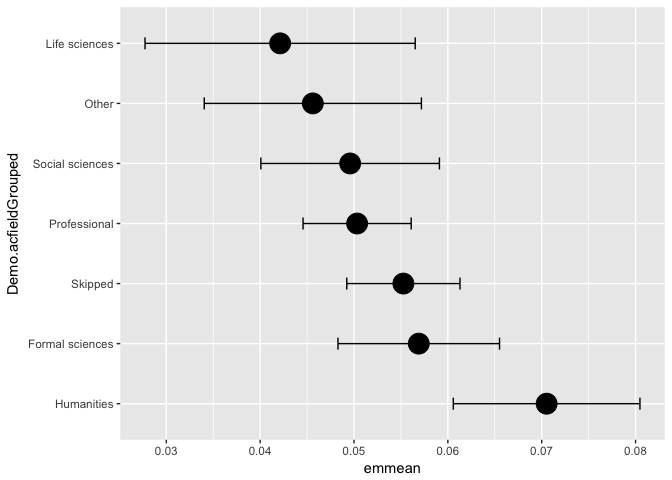 Life sciences
Other
Social sciences
Professional
Skipped
Formal sciences
Humanities
Demo.acfieldGrouped
0.03 0.04 0.05 0.06 0.07 0.08
emmean